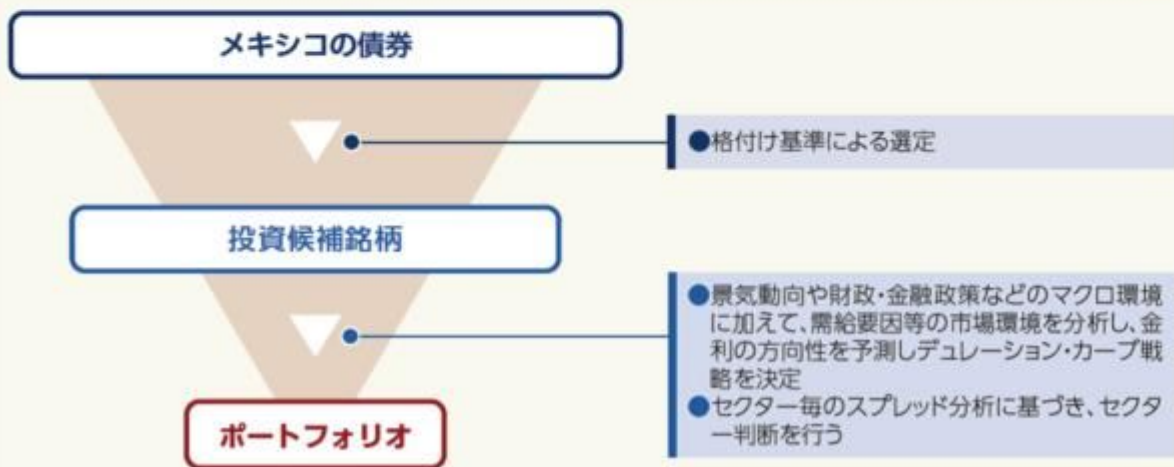 メキシコの債券
●格付け基準による選定
投資候補銘柄
●景気動向や財政・金融政策などのマクロ環境
に加えて、需給要因等の市場環境を分析し、金
利の方向性を予測しデュレーション・カーブ戦
略を決定
●セクター毎のスプレッド分析に基づき、セクタ
ー判断を行う
ポートフォリオ